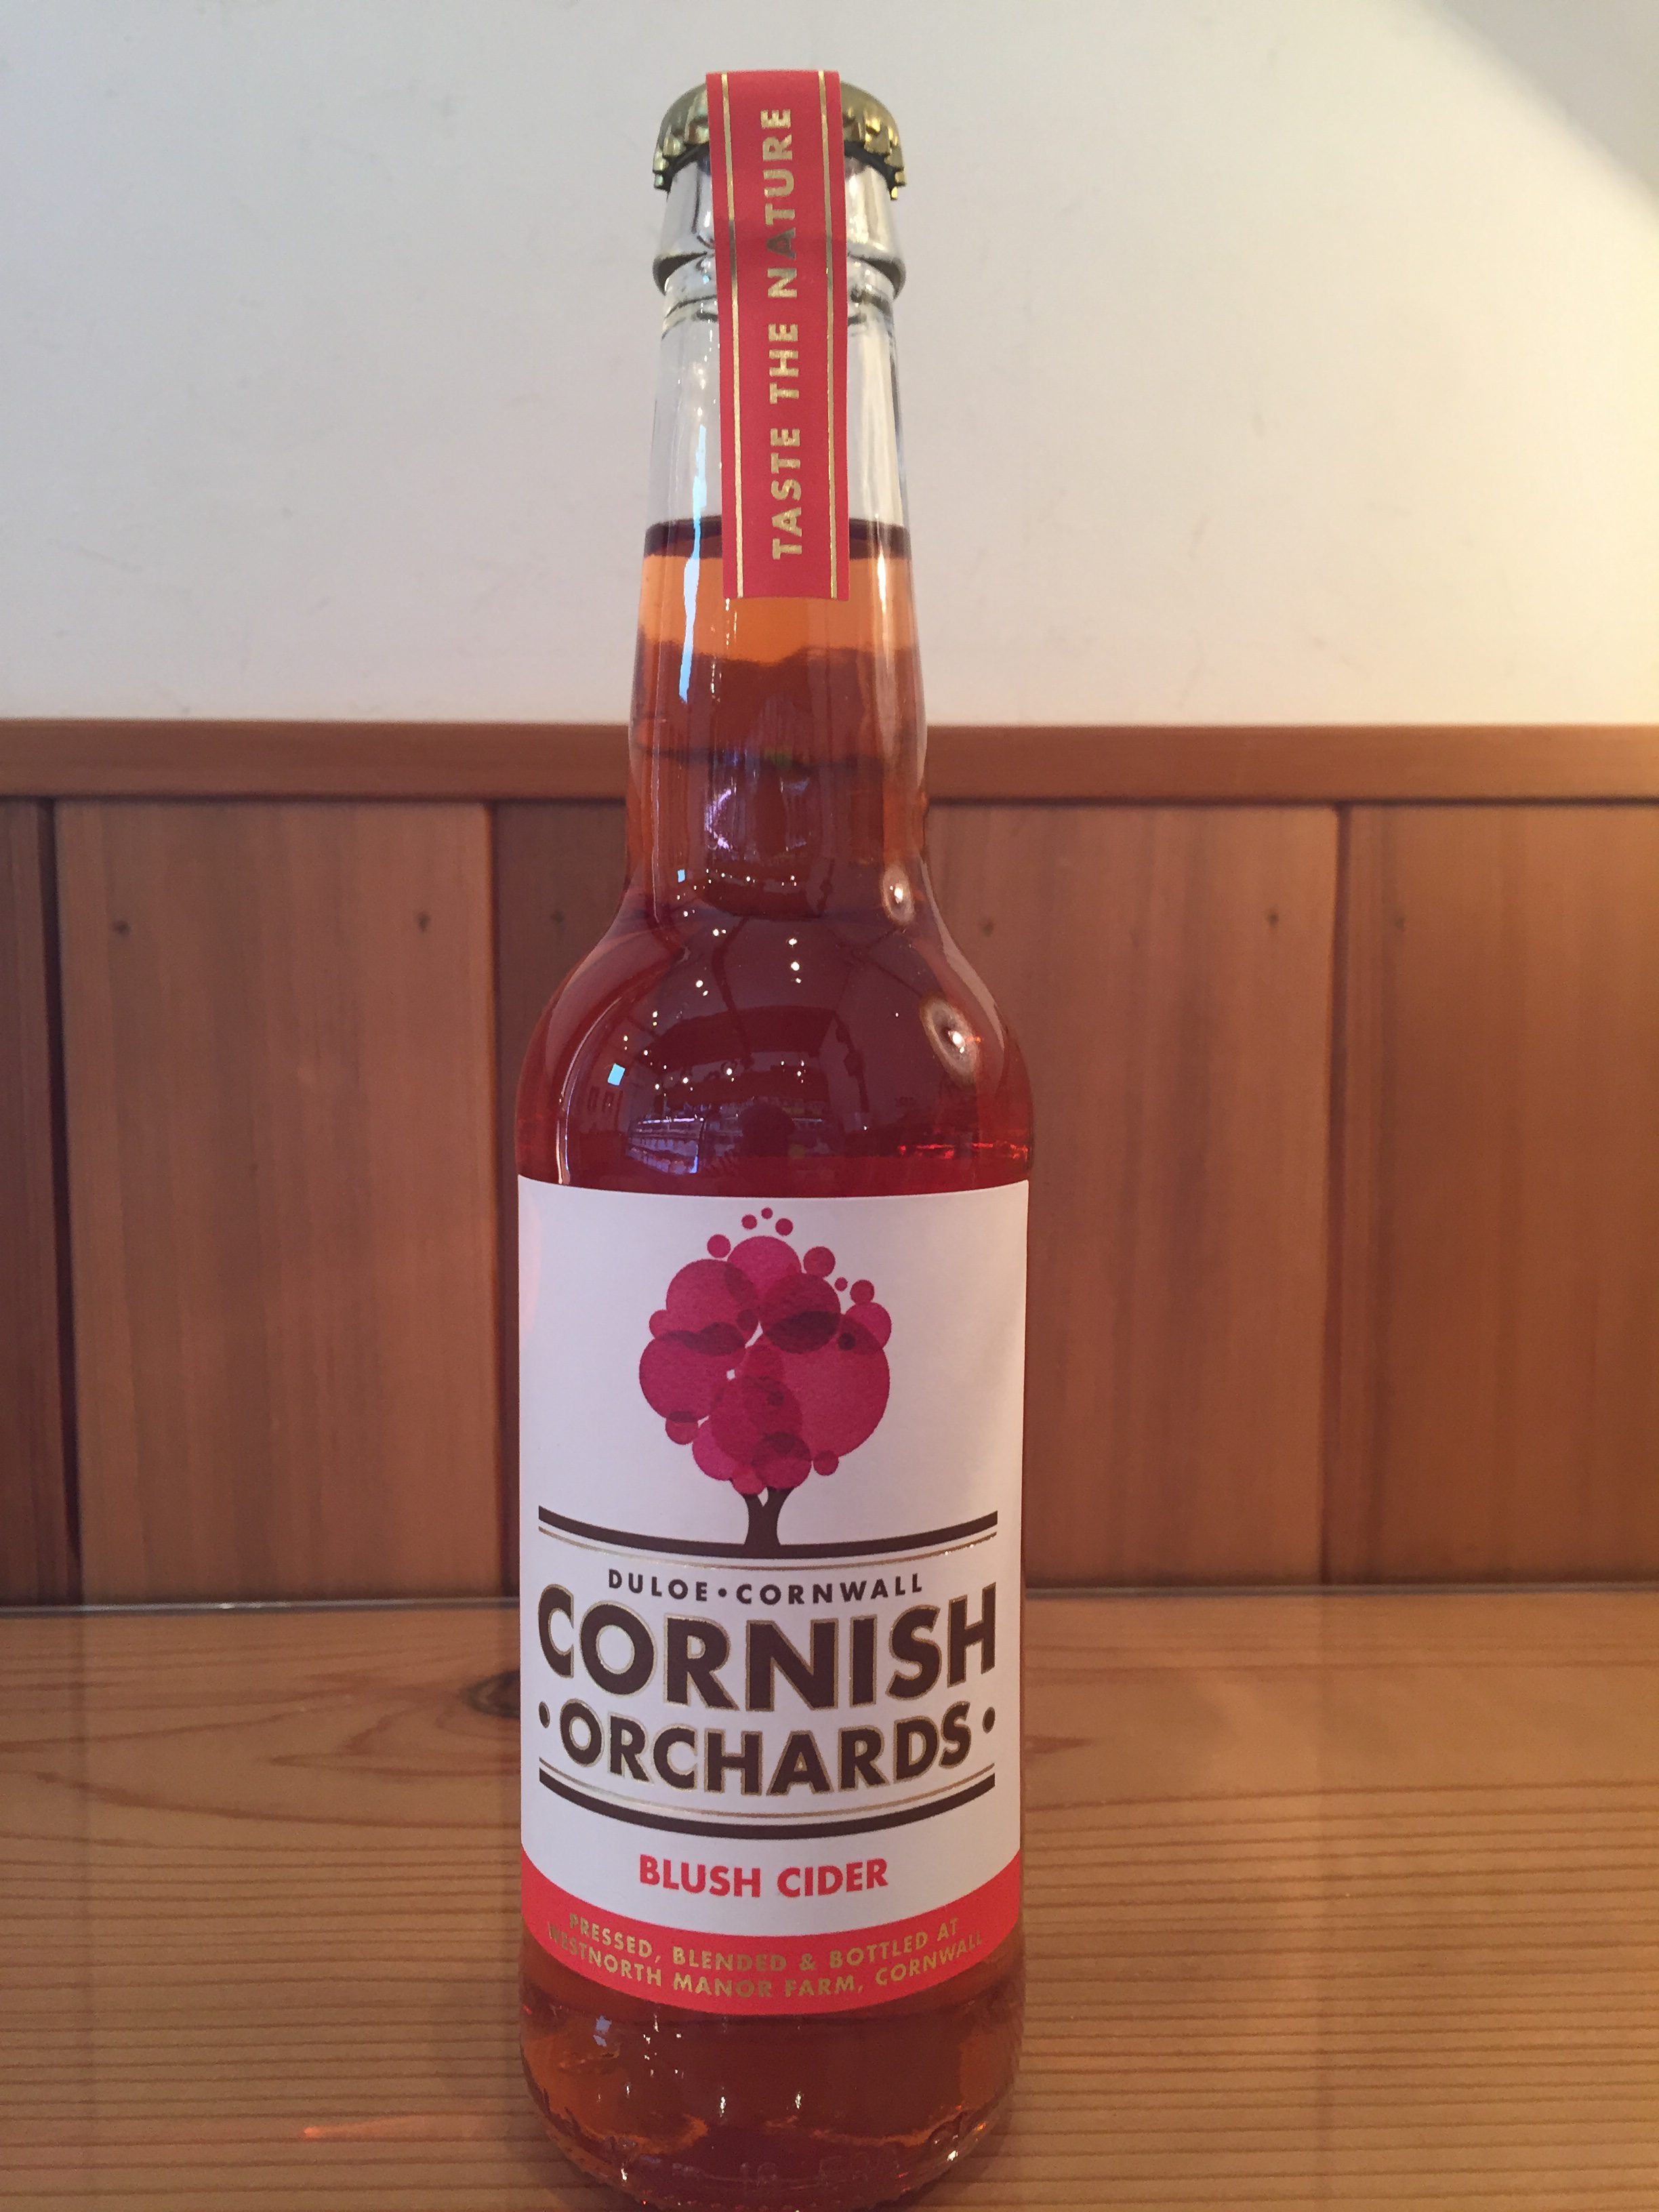 TASTE THE NATURE
DULOE•CORNWALL
CORNISH
•ORCHARDS•
BLUSH CIDER
PRESSED, BLENDED & BOTTLED AT
WESTNORTH MANOR FARM, CORNWALL